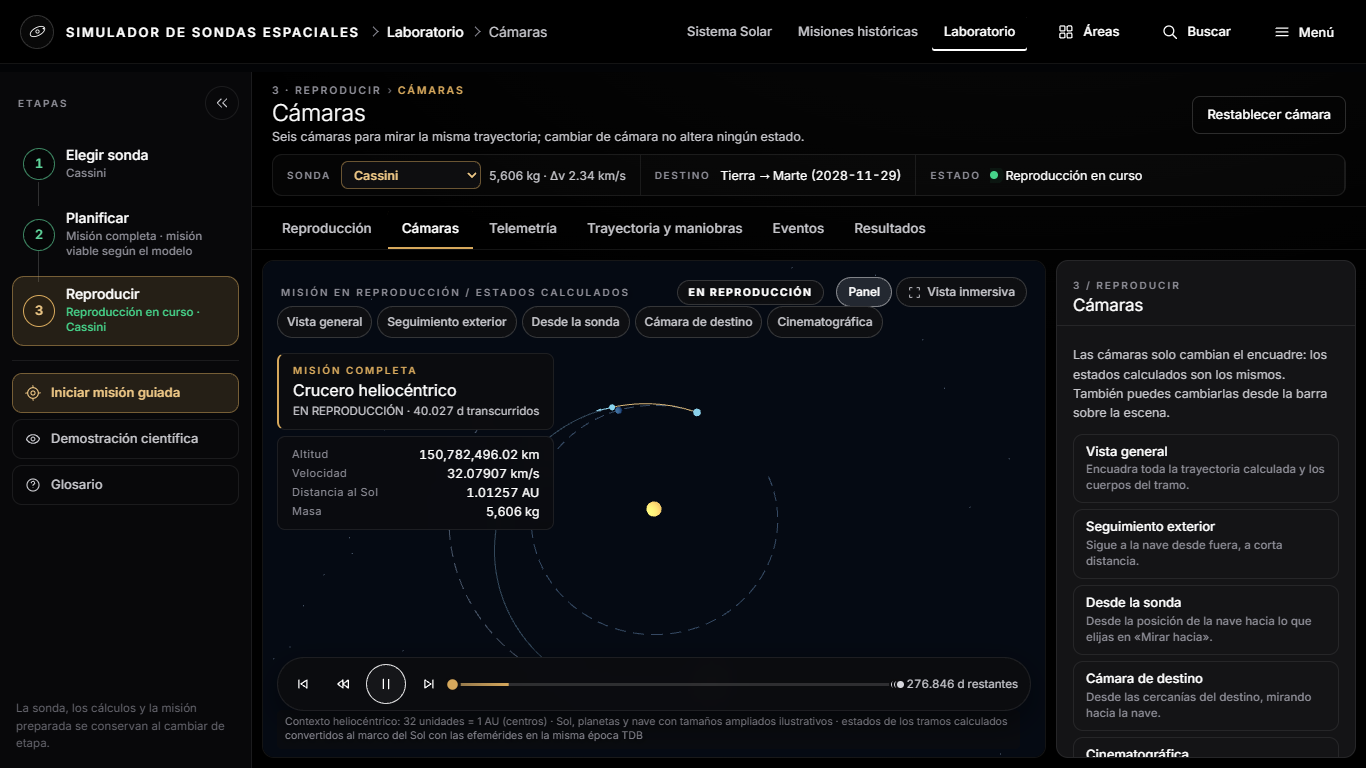 SIMULADOR DE SONDAS ESPACIALES > Laboratorio > Cámaras
Sistema Solar
Misiones históricas
Laboratorio
Áreas
Buscar
Menú
ETAPAS
1
Elegir sonda
Cassini
2
Planificar
Misión completa · misión
viable según el modelo
3
Reproducir
Reproducción en curso ·
Cassini
Iniciar misión guiada
Demostración científica
Glosario
La sonda, los cálculos y la misión
preparada se conservan al cambiar de
etapa.
3 · REPRODUCIR › CÁMARAS
Cámaras
Seis cámaras para mirar la misma trayectoria; cambiar de cámara no altera ningún estado.
Restablecer cámara
SONDA Cassini 5,606 kg · Δv 2.34 km/s
DESTINO Tierra → Marte (2028-11-29)
ESTADO Reproducción en curso
Reproducción
Cámaras
Telemetría
Trayectoria y maniobras
Eventos
Resultados
MISIÓN EN REPRODUCCIÓN / ESTADOS CALCULADOS
EN REPRODUCCIÓN
Panel
Vista inmersiva
Vista general
Seguimiento exterior
Desde la sonda
Cámara de destino
Cinematográfica
MISIÓN COMPLETA
Crucero heliocéntrico
EN REPRODUCCIÓN · 40.027 d transcurridos
Altitud 150,782,496.02 km
Velocidad 32.07907 km/s
Distancia al Sol 1.01257 AU
Masa 5,606 kg
276.846 d restantes
Contexto heliocéntrico: 32 unidades = 1 AU (centros) · Sol, planetas y nave con tamaños ampliados ilustrativos · estados de los tramos calculados
convertidos al marco del Sol con las efemérides en la misma época TDB
3 / REPRODUCIR
Cámaras
Las cámaras solo cambian el encuadre: los
estados calculados son los mismos.
También puedes cambiarlas desde la barra
sobre la escena.
Vista general
Encuadra toda la trayectoria calculada y los
cuerpos del tramo.
Seguimiento exterior
Sigue a la nave desde fuera, a corta
distancia.
Desde la sonda
Desde la posición de la nave hacia lo que
elijas en «Mirar hacia».
Cámara de destino
Desde las cercanías del destino, mirando
hacia la nave.
Cinematográfica